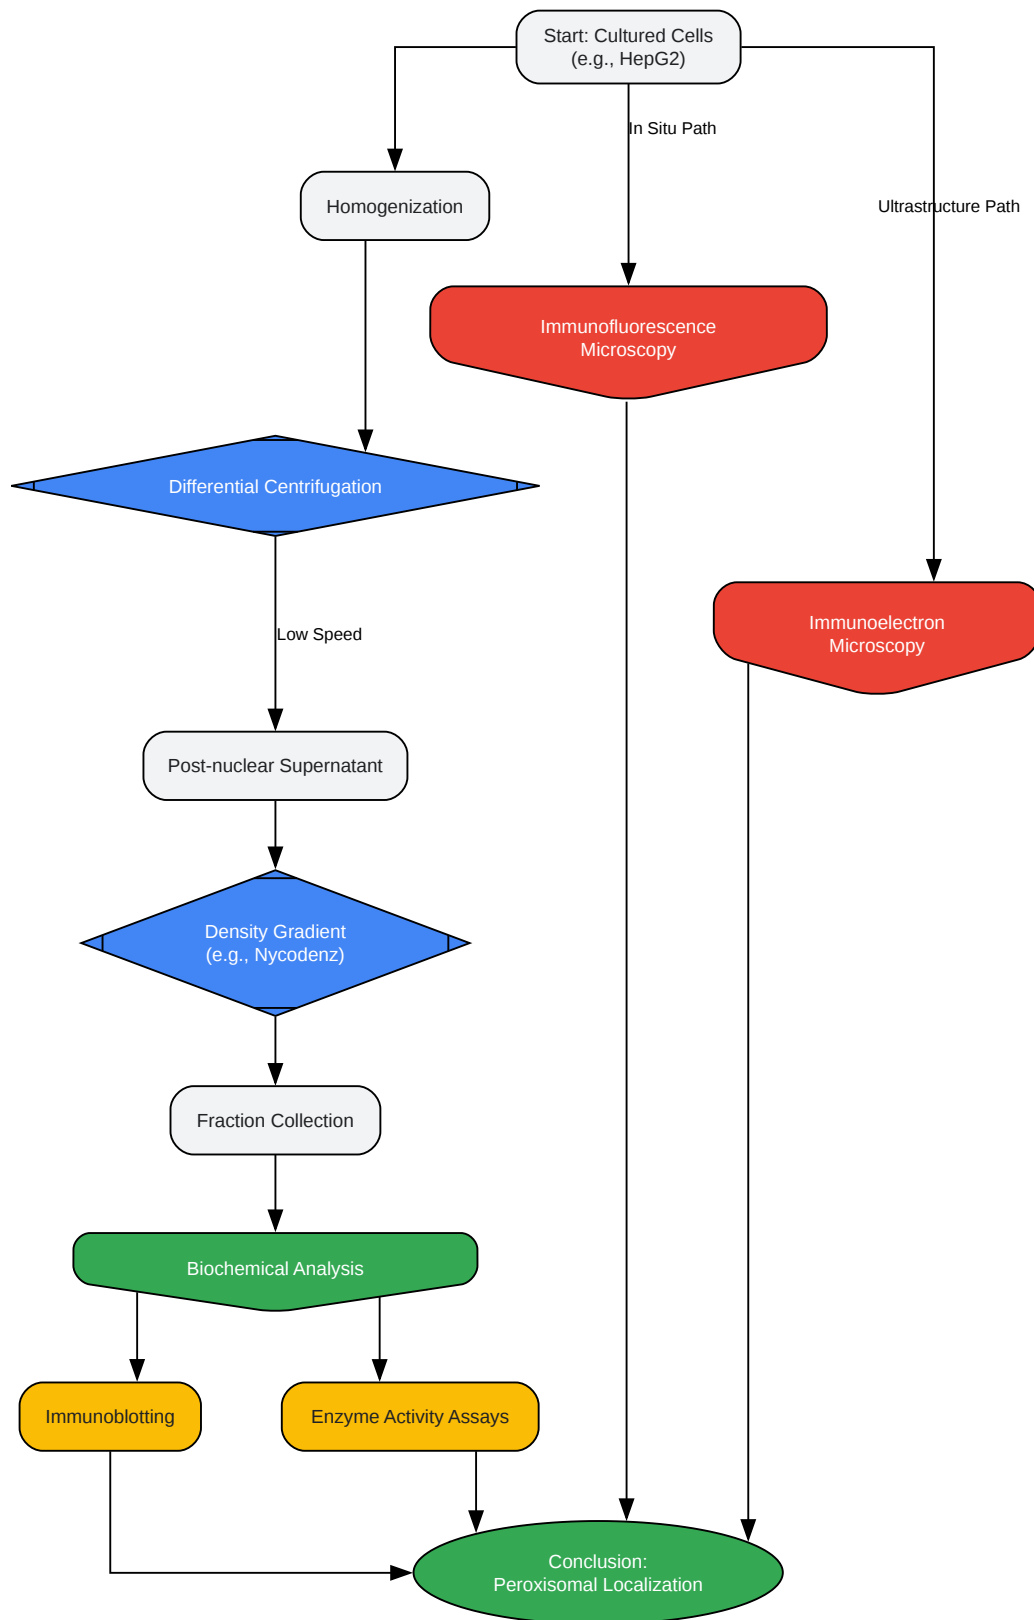 Start: Cultured Cells
(e.g., HepG2)
In Situ Path
Homogenization
Ultrastructure Path
Immunofluorescence
Microscopy
Differential Centrifugation
Immunoelectron
Microscopy
Low Speed
Post-nuclear Supernatant
Density Gradient
(e.g., Nycodenz)
Fraction Collection
Biochemical Analysis
Immunoblotting
Enzyme Activity Assays
Conclusion:
Peroxisomal Localization